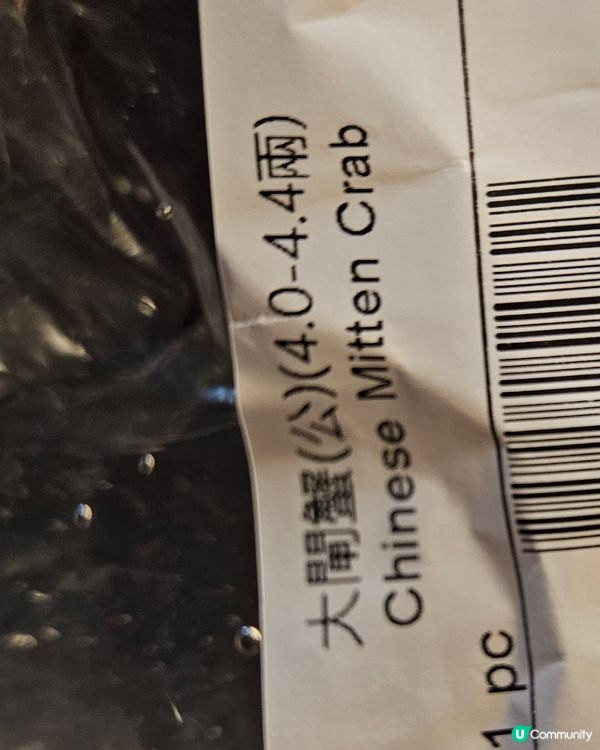 大閘蟹(公)(4.0-4.4兩)
Chinese Mitten Crab
1 pc
U Community